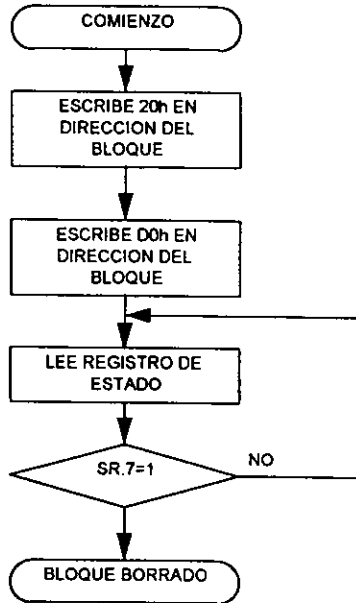 COMIENZO
ESCRIBE 20h EN
DIRECCION DEL
BLOQUE
ESCRIBE D0h EN
DIRECCION DEL
BLOQUE
LEE REGISTRO DE
ESTADO
SR.7=1
NO
BLOQUE BORRADO